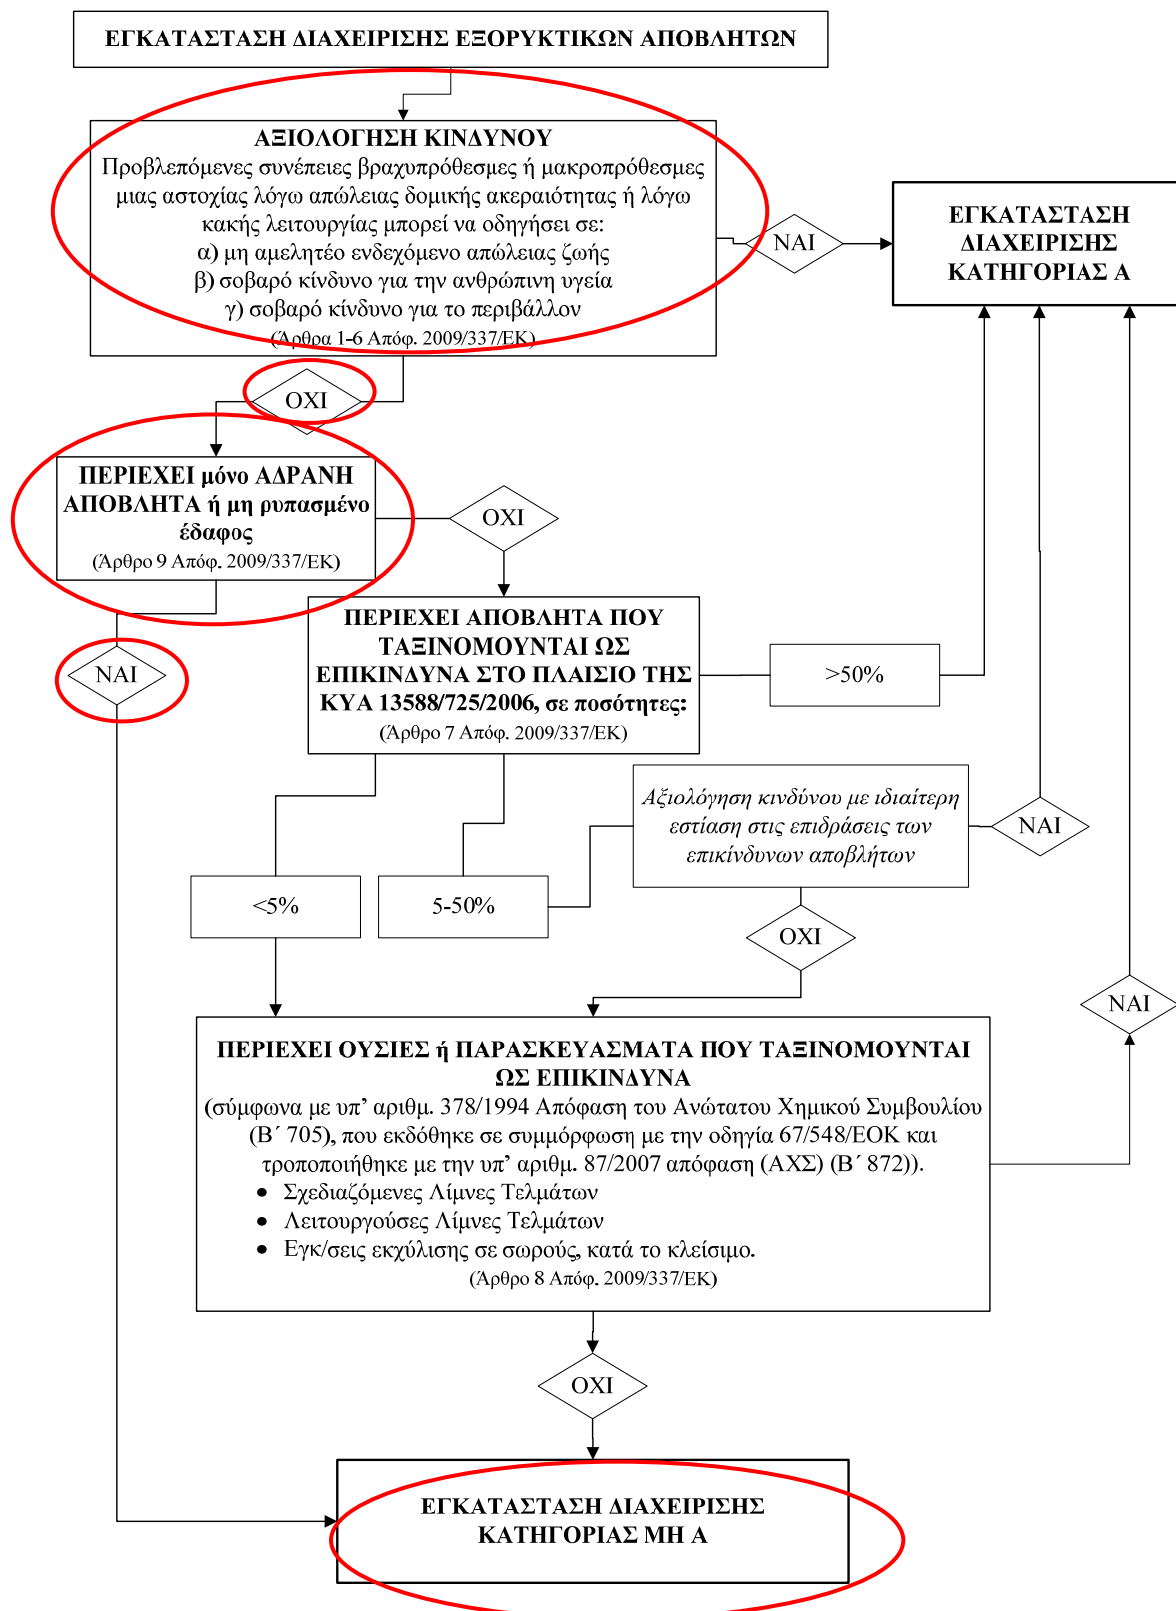 ΕΓΚΑΤΑΣΤΑΣΗ ΔΙΑΧΕΙΡΙΣΗΣ ΕΞΟΡΥΚΤΙΚΩΝ ΑΠΟΒΛΗΤΩΝ
ΑΞΙΟΛΟΓΗΣΗ ΚΙΝΔΥΝΟΥ
Προβλεπόμενες συνέπειες βραχυπρόθεσμες ή μακροπρόθεσμες
μιας αστοχίας λόγω απώλειας δομικής ακεραιότητας ή λόγω
κακής λειτουργίας μπορεί να οδηγήσει σε:
α) μη αμελητέο ενδεχόμενο απώλειας ζωής
β) σοβαρό κίνδυνο για την ανθρώπινη υγεία
γ) σοβαρό κίνδυνο για το περιβάλλον
(Άρθρα 1-6 Απόφ. 2009/337/ΕΚ)
ΝΑΙ
ΕΓΚΑΤΑΣΤΑΣΗ
ΔΙΑΧΕΙΡΙΣΗΣ
ΚΑΤΗΓΟΡΙΑΣ Α
ΟΧΙ
ΠΕΡΙΕΧΕΙ μόνο ΑΔΡΑΝΗ
ΑΠΟΒΛΗΤΑ ή μη ρυπασμένο
έδαφος
(Άρθρο 9 Απόφ. 2009/337/ΕΚ)
ΟΧΙ
ΝΑΙ
ΠΕΡΙΕΧΕΙ ΑΠΟΒΛΗΤΑ ΠΟΥ
ΤΑΞΙΝΟΜΟΥΝΤΑΙ ΩΣ
ΕΠΙΚΙΝΔΥΝΑ ΣΤΟ ΠΛΑΙΣΙΟ ΤΗΣ
ΚΥΑ 13588/725/2006, σε ποσότητες:
(Άρθρο 7 Απόφ. 2009/337/ΕΚ)
>50%
Αξιολόγηση κινδύνου με ιδιαίτερη
εστίαση στις επιδράσεις των
επικίνδυνων αποβλήτων
ΝΑΙ
<5%
5-50%
ΟΧΙ
ΝΑΙ
ΠΕΡΙΕΧΕΙ ΟΥΣΙΕΣ ή ΠΑΡΑΣΚΕΥΑΣΜΑΤΑ ΠΟΥ ΤΑΞΙΝΟΜΟΥΝΤΑΙ
ΩΣ ΕΠΙΚΙΝΔΥΝΑ
(σύμφωνα με υπ’ αριθμ. 378/1994 Απόφαση του Ανώτατου Χημικού Συμβουλίου
(Β΄ 705), που εκδόθηκε σε συμμόρφωση με την οδηγία 67/548/ΕΟΚ και
τροποποιήθηκε με την υπ’ αριθμ. 87/2007 απόφαση (ΑΧΣ) (Β΄ 872)).
• Σχεδιαζόμενες Λίμνες Τελμάτων
• Λειτουργούσες Λίμνες Τελμάτων
• Εγκ/σεις εκχύλισης σε σωρούς, κατά το κλείσιμο.
(Άρθρο 8 Απόφ. 2009/337/ΕΚ)
ΟΧΙ
ΕΓΚΑΤΑΣΤΑΣΗ ΔΙΑΧΕΙΡΙΣΗΣ
ΚΑΤΗΓΟΡΙΑΣ ΜΗ Α